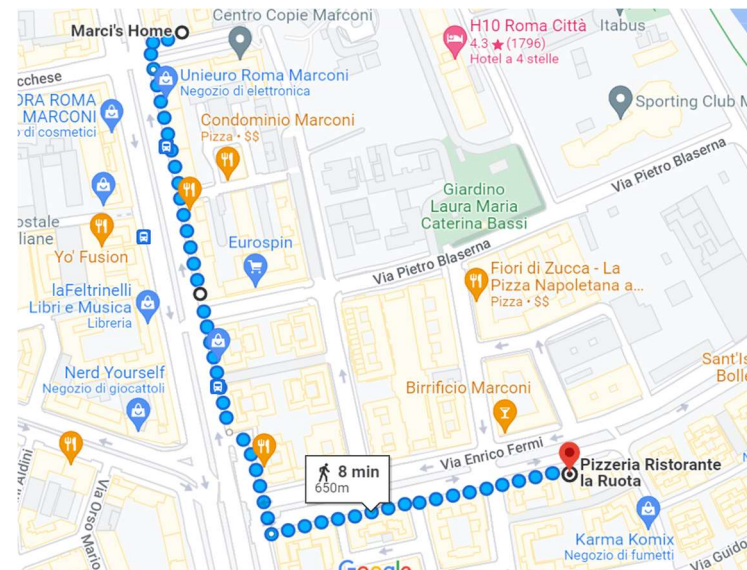 Centro Copie Marconi
Marci's Home
H10 Roma Città
4.3 ★ (1796)
Hotel a 4 stelle
Itabus
cchese
Unieuro Roma Marconi
Negozio di elettronica
ORA ROMA
MARCONI
o di cosmetici
Sporting Club M
Condominio Marconi
Pizza • $$
Via Pietro Blaserna
Giardino
Laura Maria
Caterina Bassi
ostale
liane
Yo' Fusion
Eurospin
Via Pietro Blaserna
Fiori di Zucca - La
Pizza Napoletana a...
Pizza • $$
laFeltrinelli
Libri e Musica
Libreria
Nerd Yourself
Negozio di giocattoli
Sant'Is
Bolle
Birrificio Marconi
Via Enrico Fermi
8 min
650m
Pizzeria Ristorante
la Ruota
ni Aldini
Via Orso Mario
Karma Komix
Negozio di fumetti
Via Guido
Google